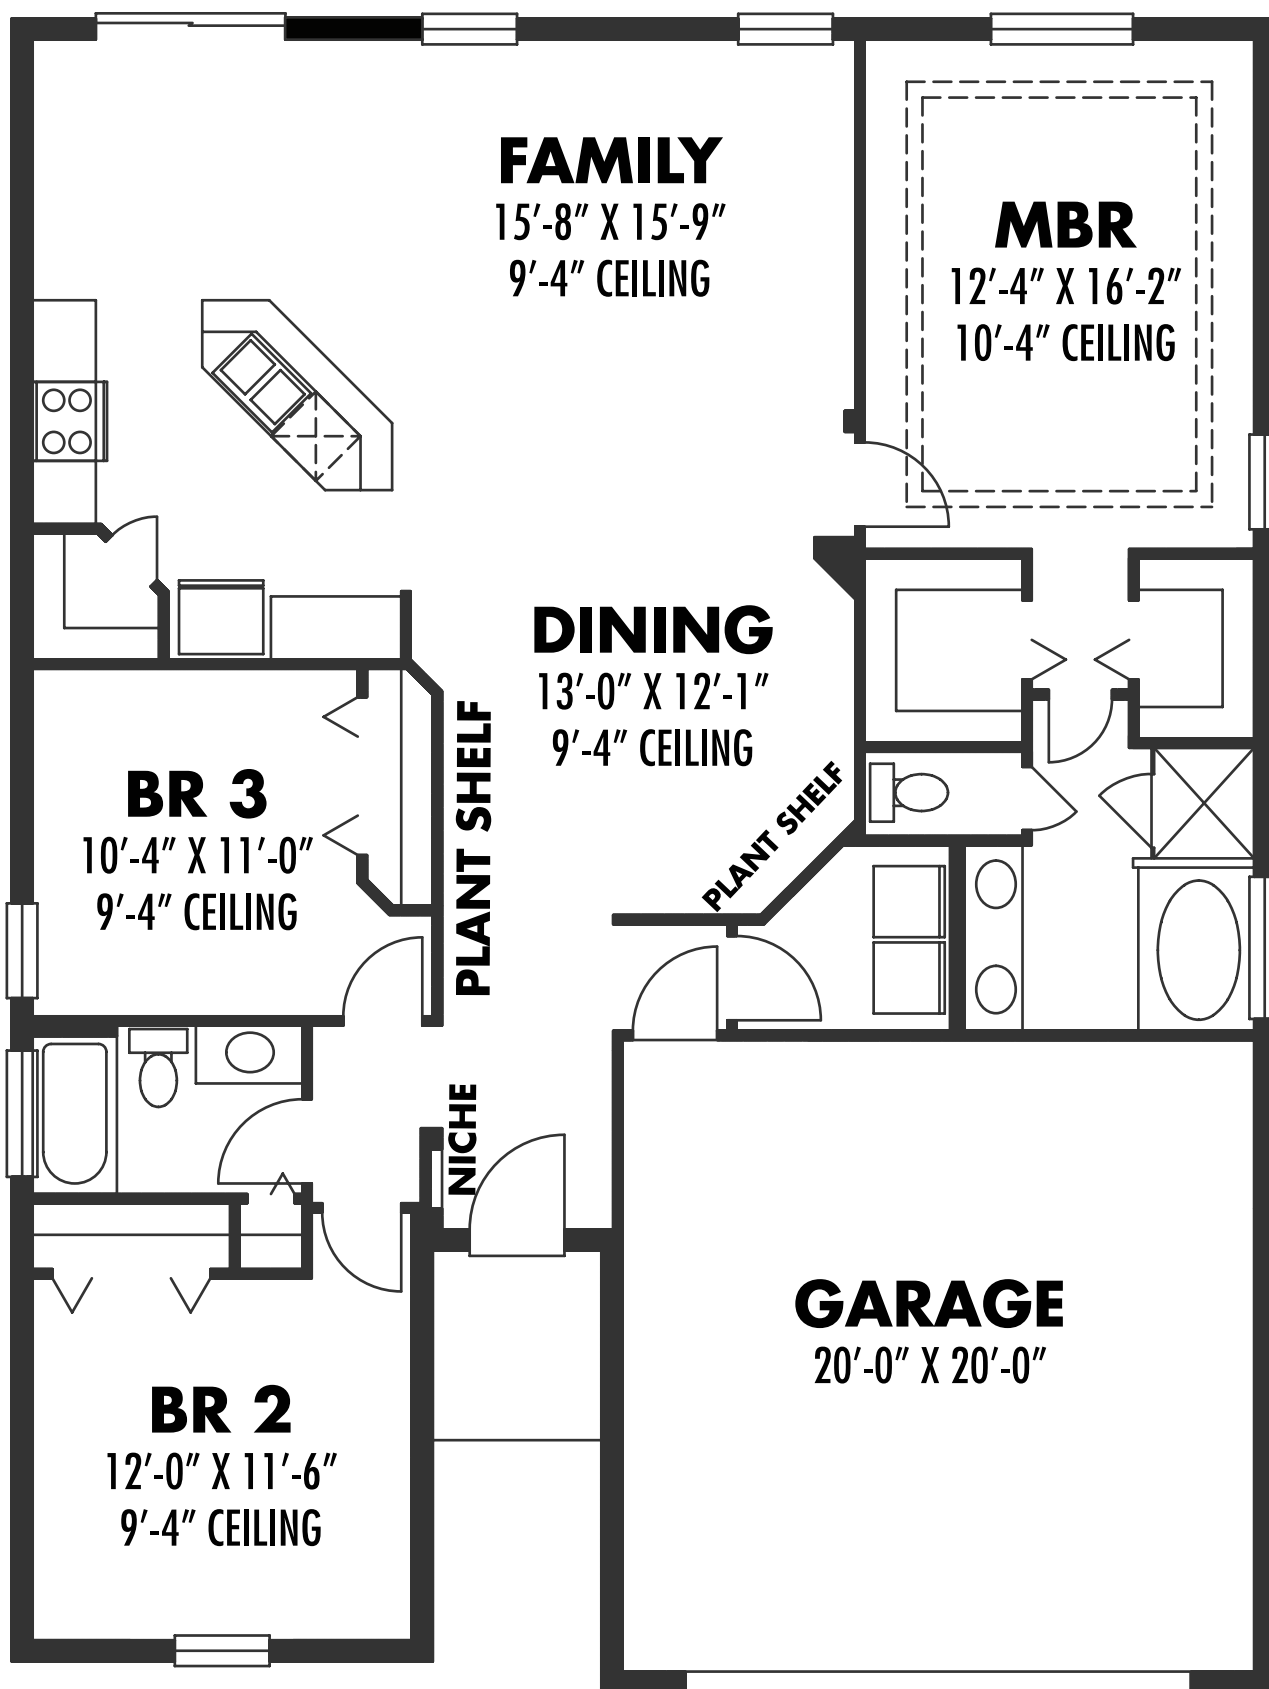 FAMILY
15'-8" X 15'-9"
9'-4" CEILING
MBR
12'-4" X 16'-2"
10'-4" CEILING
DINING
13'-0" X 12'-1"
9'-4" CEILING
PLANT SHELF
PLANT SHELF
BR 3
10'-4" X 11'-0"
9'-4" CEILING
NICHE
GARAGE
20'-0" X 20'-0"
BR 2
12'-0" X 11'-6"
9'-4" CEILING